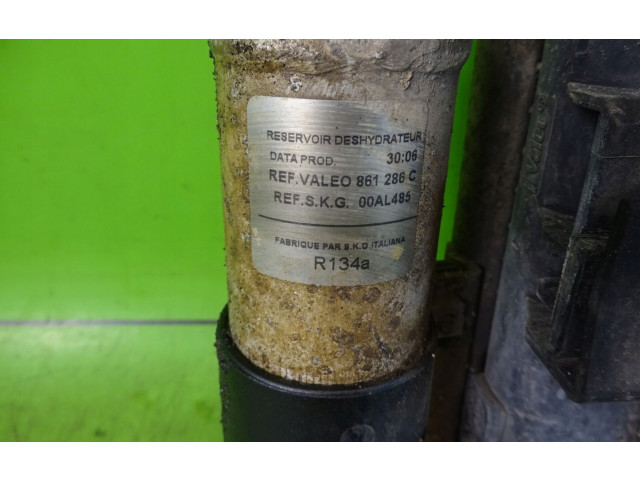 RESERVOIR DESHYDRATEUR
DATA PROD. 30:06
REF.VALEO 861 286 C
REF.S.K.G. 00AL485
FABRIQUE PAR S.K.G ITALIANA
R134a